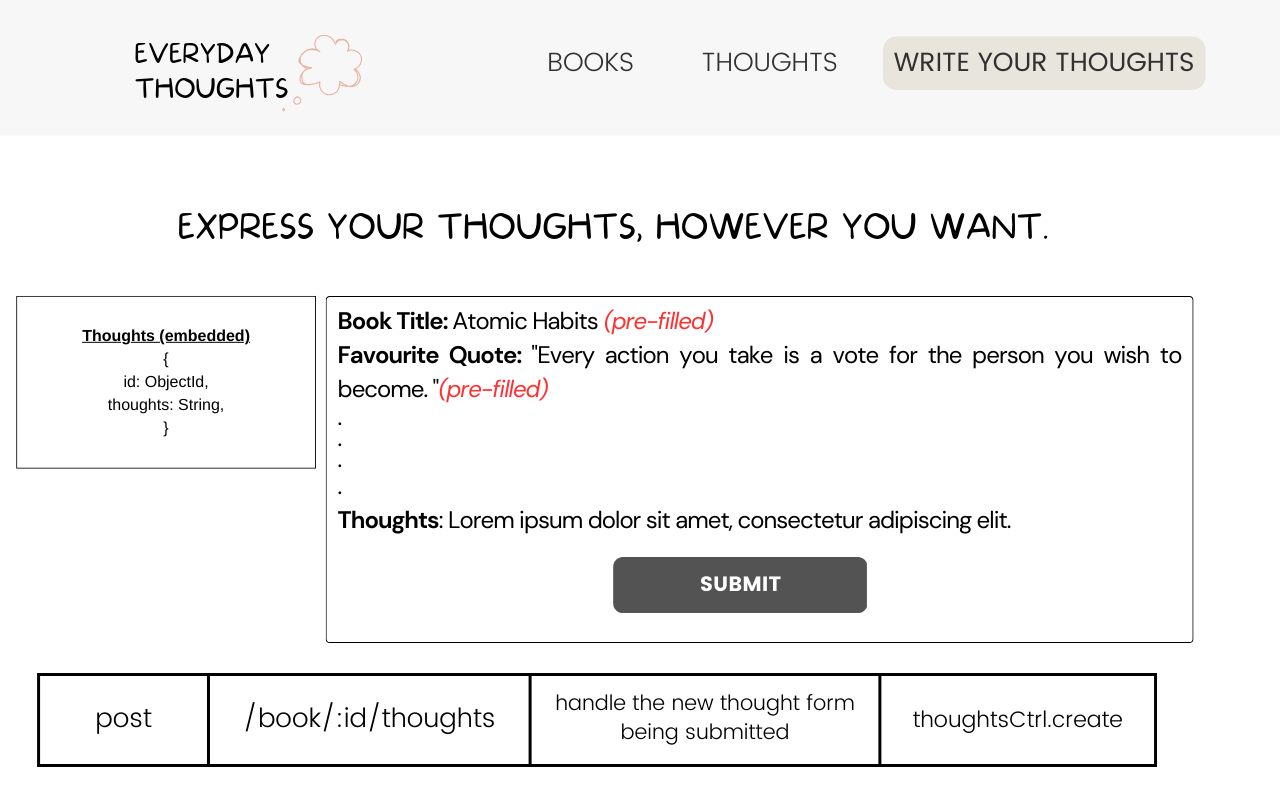 EVERYDAY
THOUGHTS
BOOKS
THOUGHTS
WRITE YOUR THOUGHTS
EXPRESS YOUR THOUGHTS, HOWEVER YOU WANT.
Thoughts (embedded)
{
id: ObjectId,
thoughts: String,
}
Book Title: Atomic Habits (pre-filled)
Favourite Quote: "Every action you take is a vote for the person you wish to
become. "(pre-filled)
.
.
.
.
Thoughts: Lorem ipsum dolor sit amet, consectetur adipiscing elit.
SUBMIT
post
/book/:id/thoughts
handle the new thought form
being submitted
thoughtsCtrl.create